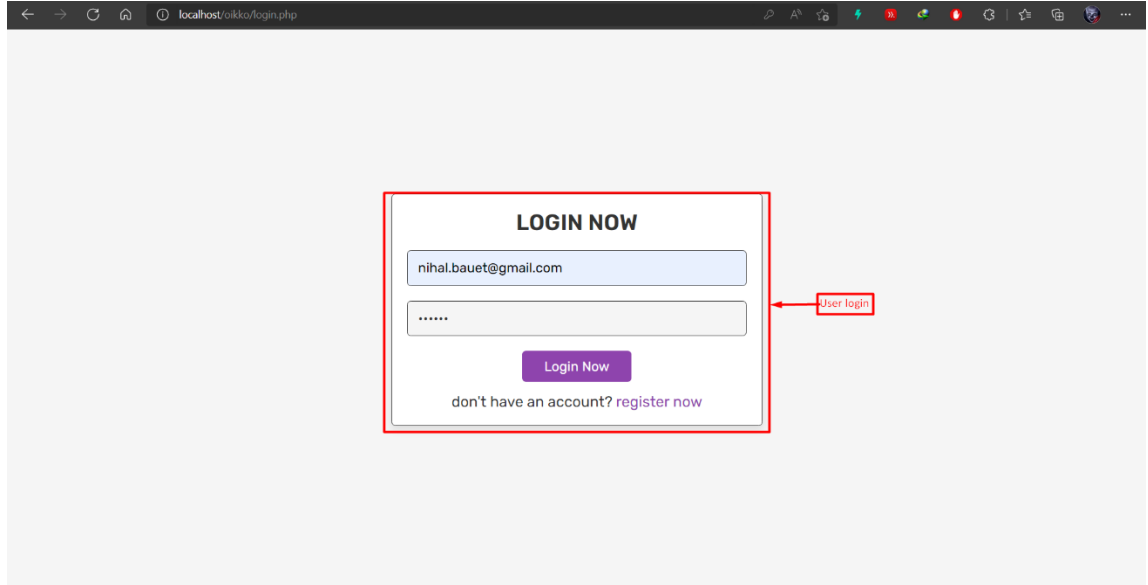 localhost/oikko/login.php
LOGIN NOW
nihal.bauet@gmail.com
••••••
User login
Login Now
don't have an account? register now